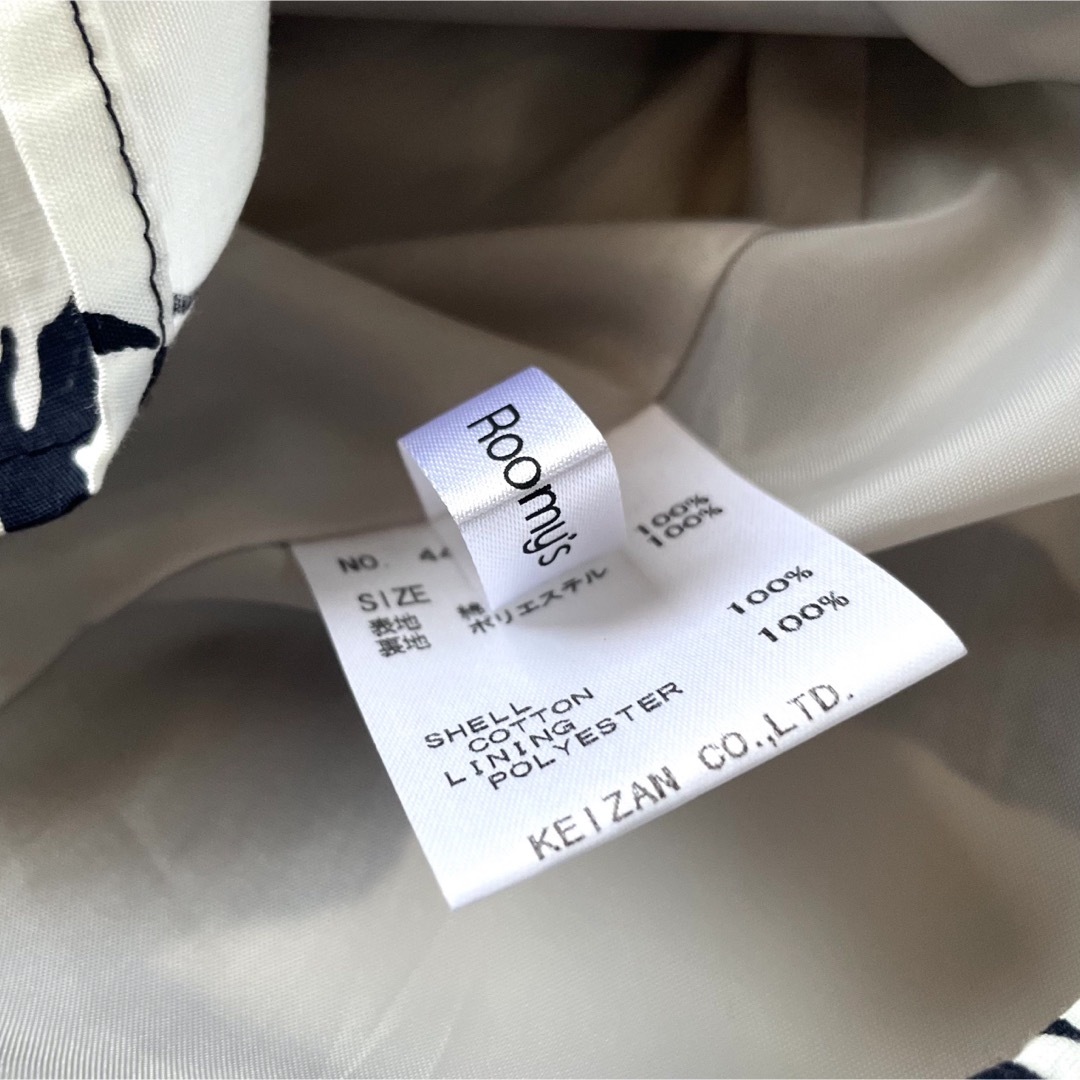 Roomy's
NO. 44
SIZE
表地 綿 100%
裏地 ポリエステル 100%
SHELL
COTTON 100%
LINING
POLYESTER 100%
KEIZAN CO.,LTD.